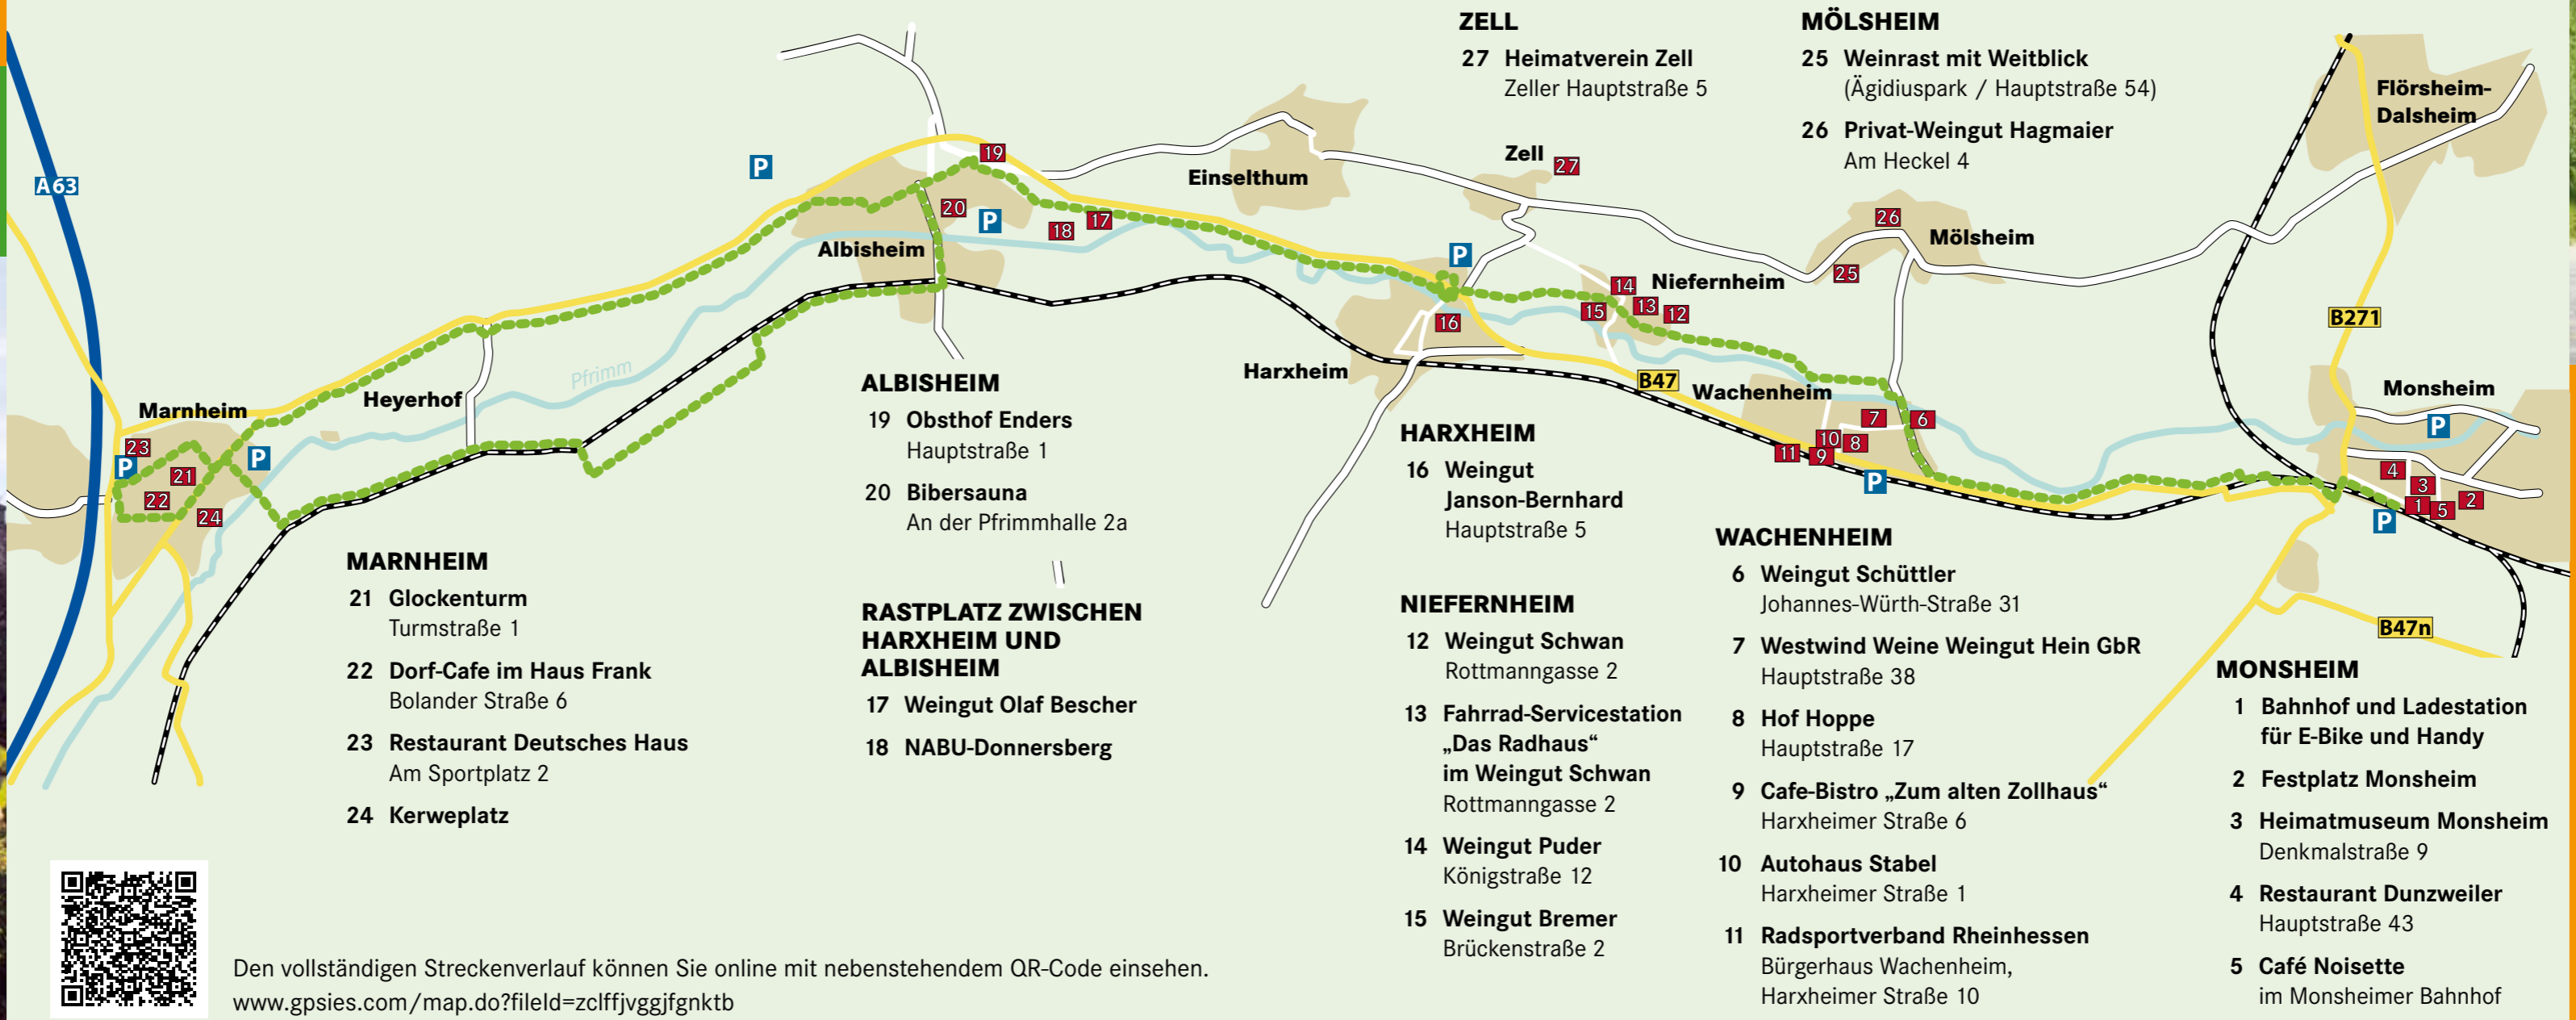 ZELL
27 Heimatverein Zell
Zeller Hauptstraße 5
MÖLSHEIM
25 Weinrast mit Weitblick
(Ägidiuspark / Hauptstraße 54)
26 Privat-Weingut Hagmaier
Am Heckel 4
Flörsheim-
Dalsheim
A63
P
19
Einselthum
Zell
27
20
P
18
17
Albisheim
26
Mölsheim
25
P
14
Niefernheim
13
12
15
16
B271
Pfrimm
Harxheim
B47
Wachenheim
Monsheim
P
Heyerhof
Marnheim
23
P
21
22
24
P
7
6
10
8
11
9
P
4
3
2
1
5
P
B47n
ALBISHEIM
19 Obsthof Enders
Hauptstraße 1
20 Bibersauna
An der Pfrimmhalle 2a
MARNHEIM
21 Glockenturm
Turmstraße 1
22 Dorf-Cafe im Haus Frank
Bolander Straße 6
23 Restaurant Deutsches Haus
Am Sportplatz 2
24 Kerweplatz
RASTPLATZ ZWISCHEN
HARXHEIM UND
ALBISHEIM
17 Weingut Olaf Bescher
18 NABU-Donnersberg
HARXHEIM
16 Weingut
Janson-Bernhard
Hauptstraße 5
NIEFERNHEIM
12 Weingut Schwan
Rottmanngasse 2
13 Fahrrad-Servicestation
„Das Radhaus“
im Weingut Schwan
Rottmanngasse 2
14 Weingut Puder
Königstraße 12
15 Weingut Bremer
Brückenstraße 2
WACHENHEIM
6 Weingut Schüttler
Johannes-Würth-Straße 31
7 Westwind Weine Weingut Hein GbR
Hauptstraße 38
8 Hof Hoppe
Hauptstraße 17
9 Cafe-Bistro „Zum alten Zollhaus“
Harxheimer Straße 6
10 Autohaus Stabel
Harxheimer Straße 1
11 Radsportverband Rheinhessen
Bürgerhaus Wachenheim,
Harxheimer Straße 10
MONSHEIM
1 Bahnhof und Ladestation
für E-Bike und Handy
2 Festplatz Monsheim
3 Heimatmuseum Monsheim
Denkmalstraße 9
4 Restaurant Dunzweiler
Hauptstraße 43
5 Café Noisette
im Monsheimer Bahnhof
Den vollständigen Streckenverlauf können Sie online mit nebenstehendem QR-Code einsehen.
www.gpsies.com/map.do?fileId=zclffjvggjfgnktb